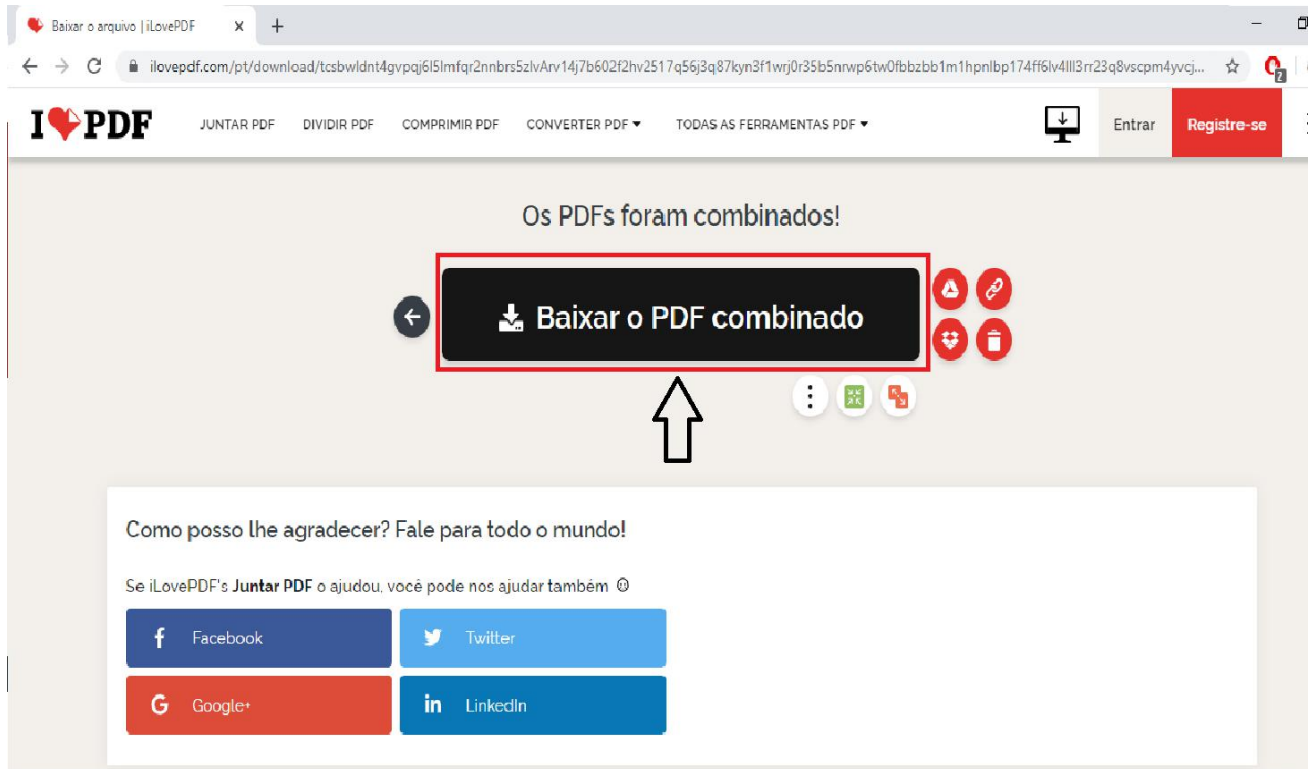 Baixar o arquivo | iLovePDF
ilovepdf.com/pt/download/tcsbwldnt4gvpqj6l5lmfqr2nnbrs5zlvArv14j7b602f2hv2517q56j3q87kyn3f1wrj0r35b5nrwp6tw0fbbzbb1m1hpnlbp174ff6lv4lll3rr23q8vscpm4yvcj...
2
I PDF
JUNTAR PDF DIVIDIR PDF COMPRIMIR PDF CONVERTER PDF TODAS AS FERRAMENTAS PDF Entrar Registre-se
Os PDFs foram combinados!
Baixar o PDF combinado
Como posso lhe agradecer? Fale para todo o mundo!
Se iLovePDF's Juntar PDF o ajudou, você pode nos ajudar também
f Facebook Twitter
G Google+ in LinkedIn